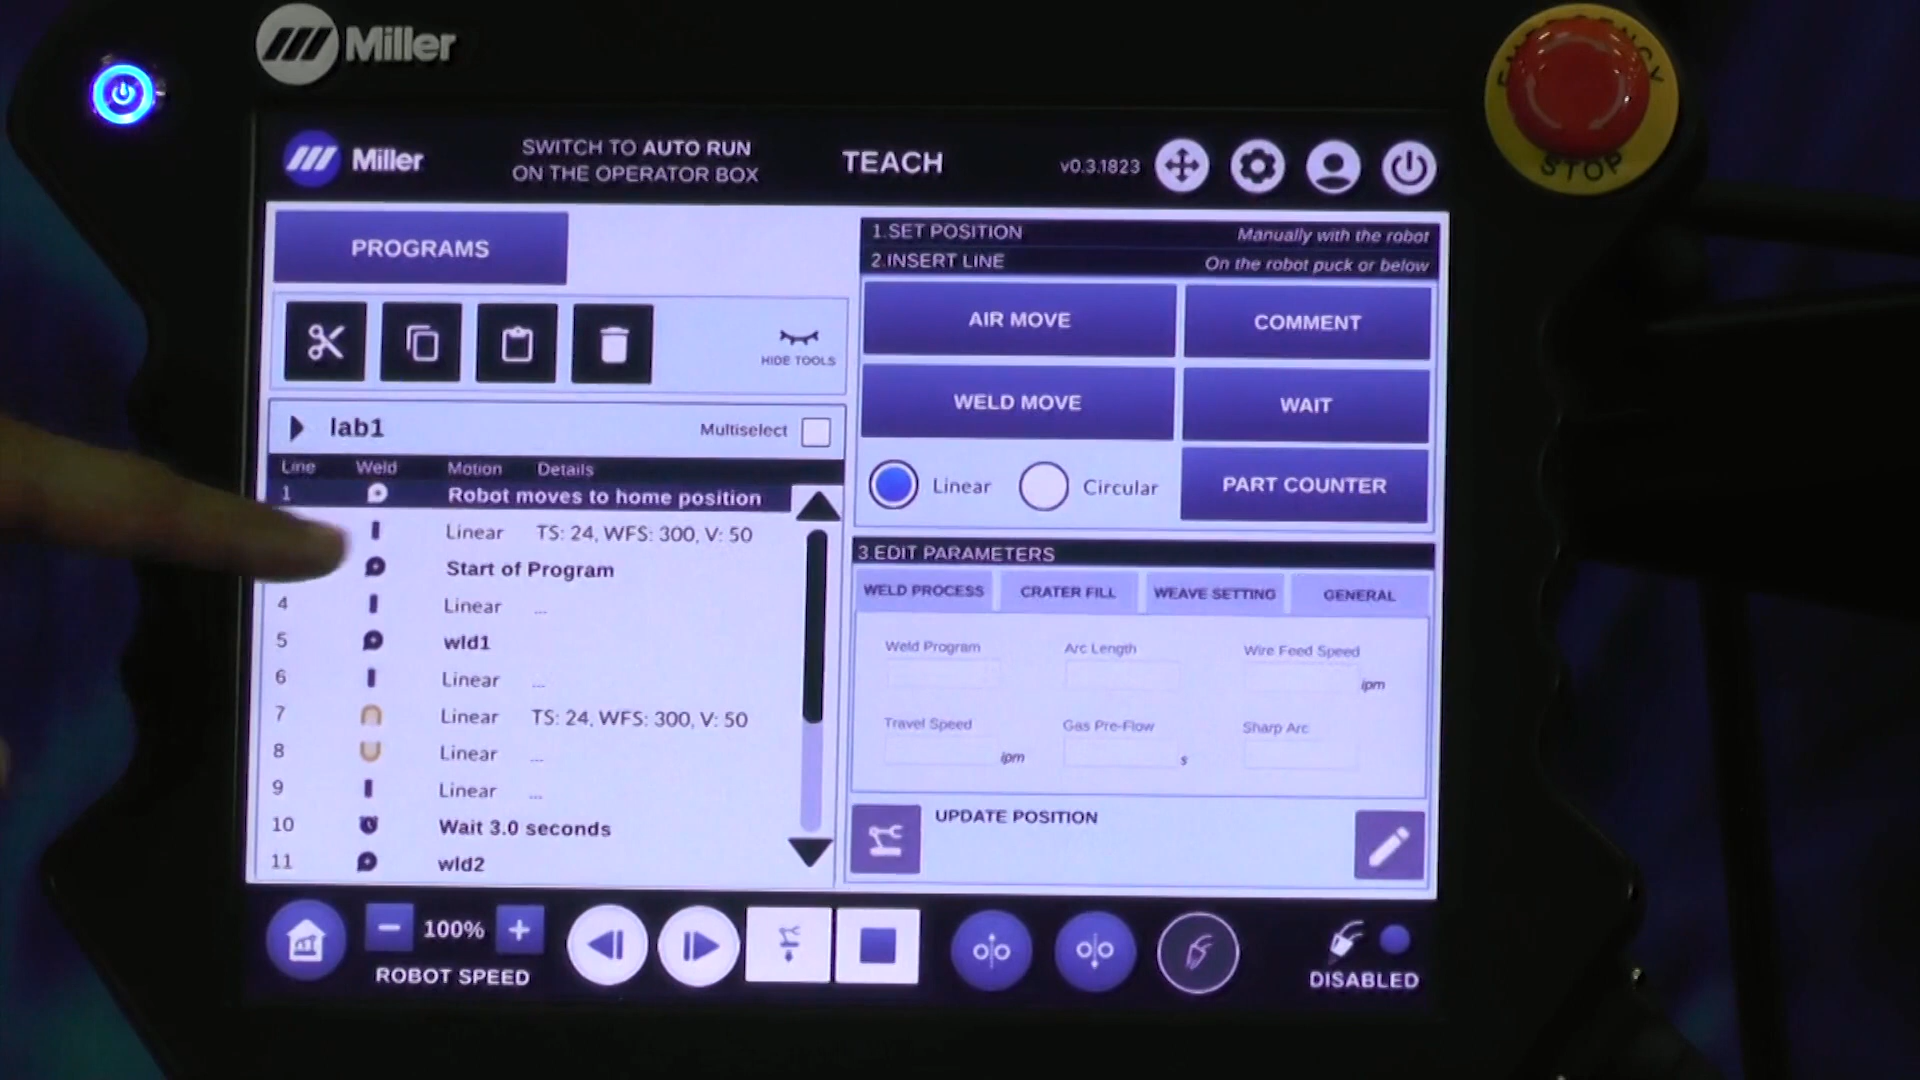 Miller
EMERGENCY
STOP
Miller
SWITCH TO AUTO RUN
ON THE OPERATOR BOX
TEACH
v0.3.1823
PROGRAMS
HIDE TOOLS
lab1
Multiselect
Line Weld Motion Details
1 Robot moves to home position
Linear TS: 24, WFS: 300, V: 50
Start of Program
4 Linear ...
5 wld1
6 Linear ...
7 Linear TS: 24, WFS: 300, V: 50
8 Linear ...
9 Linear ...
10 Wait 3.0 seconds
11 wld2
1.SET POSITION Manually with the robot
2.INSERT LINE On the robot puck or below
AIR MOVE COMMENT
WELD MOVE WAIT
Linear Circular PART COUNTER
3.EDIT PARAMETERS
WELD PROCESS CRATER FILL WEAVE SETTING GENERAL
Weld Program Arc Length Wire Feed Speed
ipm
Travel Speed Gas Pre-Flow Sharp Arc
ipm s
UPDATE POSITION
100%
ROBOT SPEED
DISABLED